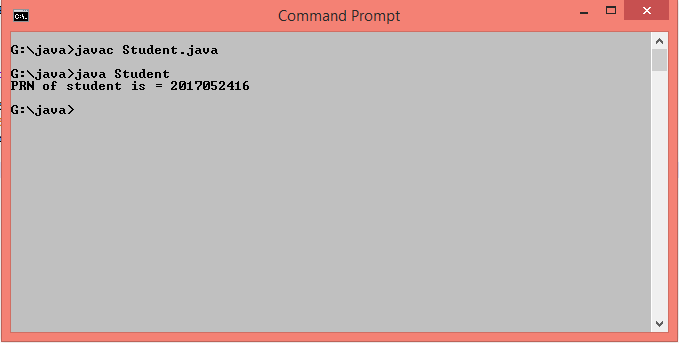 Command Prompt
G:\java>javac Student.java
G:\java>java Student
PRN of student is = 2017052416
G:\java>